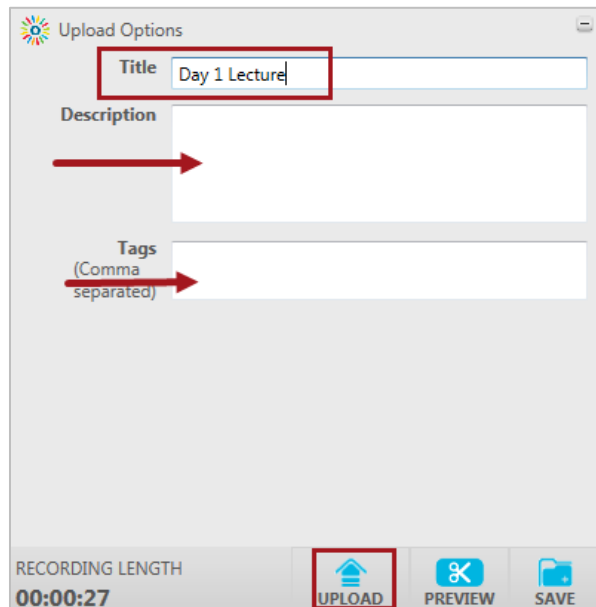 Upload Options
Title Day 1 Lecture
Description
Tags
(Comma
separated)
RECORDING LENGTH
00:00:27
UPLOAD PREVIEW SAVE